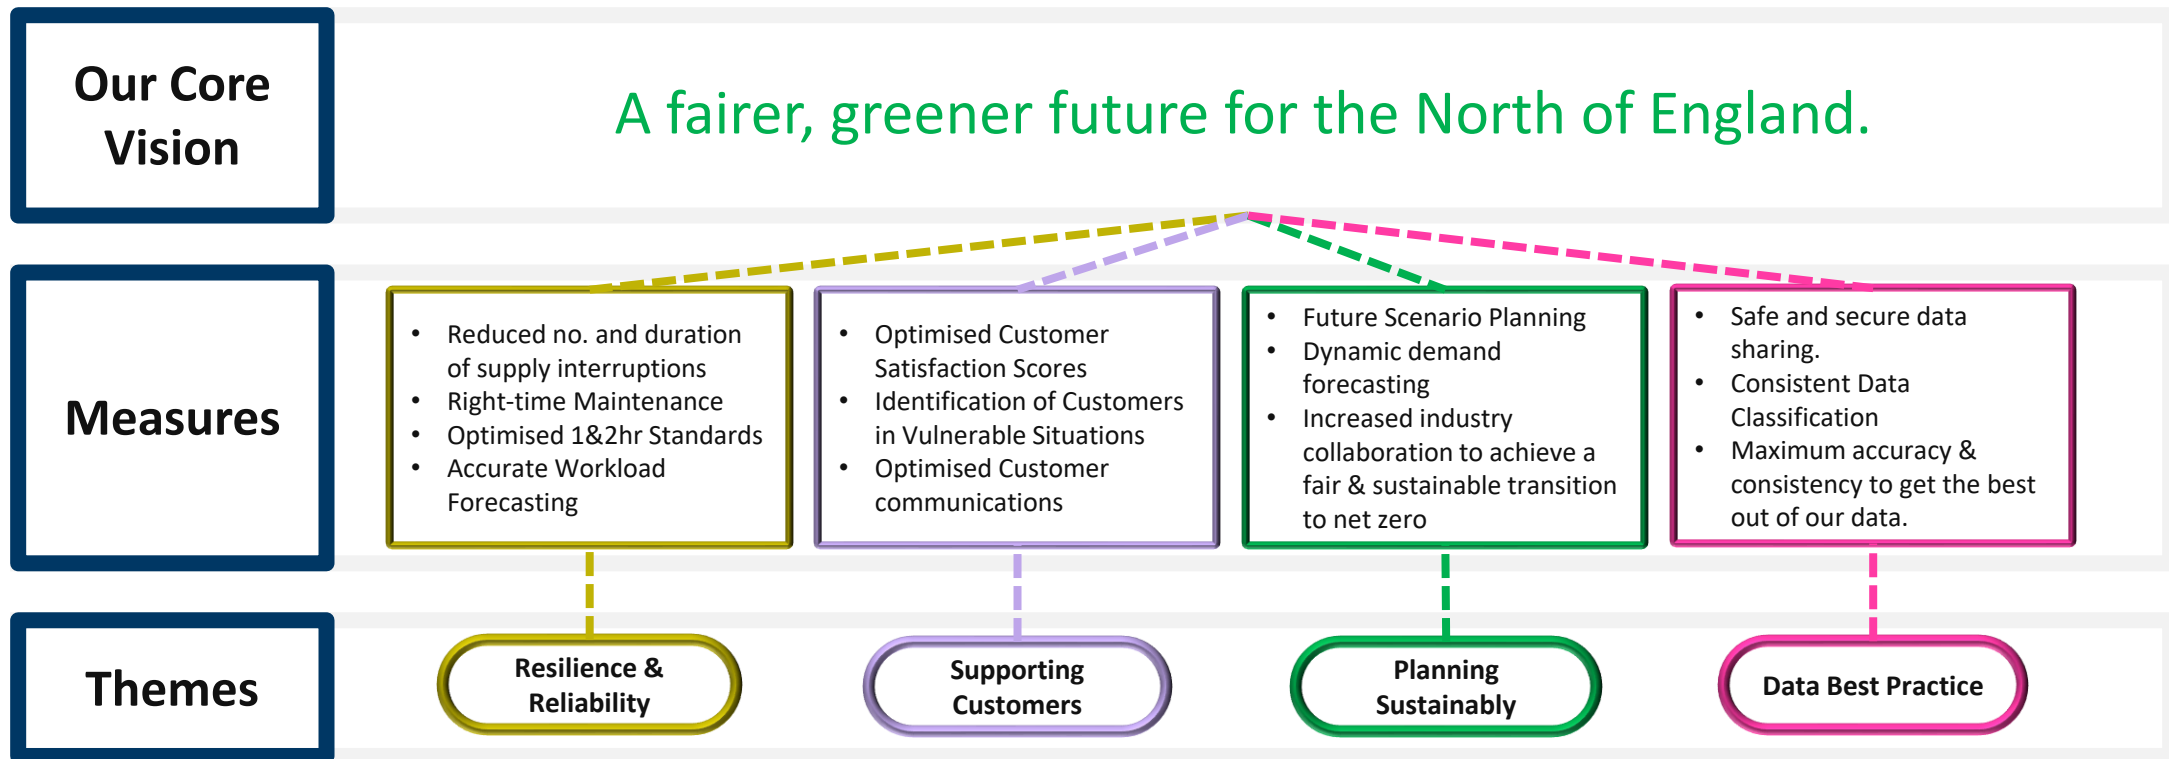 Our Core
Vision
A fairer, greener future for the North of England.
Measures
• Reduced no. and duration
of supply interruptions
• Right-time Maintenance
• Optimised 1&2hr Standards
• Accurate Workload
Forecasting
• Optimised Customer
Satisfaction Scores
• Identification of Customers
in Vulnerable Situations
• Optimised Customer
communications
• Future Scenario Planning
• Dynamic demand
forecasting
• Increased industry
collaboration to achieve a
fair & sustainable transition
to net zero
• Safe and secure data
sharing.
• Consistent Data
Classification
• Maximum accuracy &
consistency to get the best
out of our data.
Themes
Resilience &
Reliability
Supporting
Customers
Planning
Sustainably
Data Best Practice